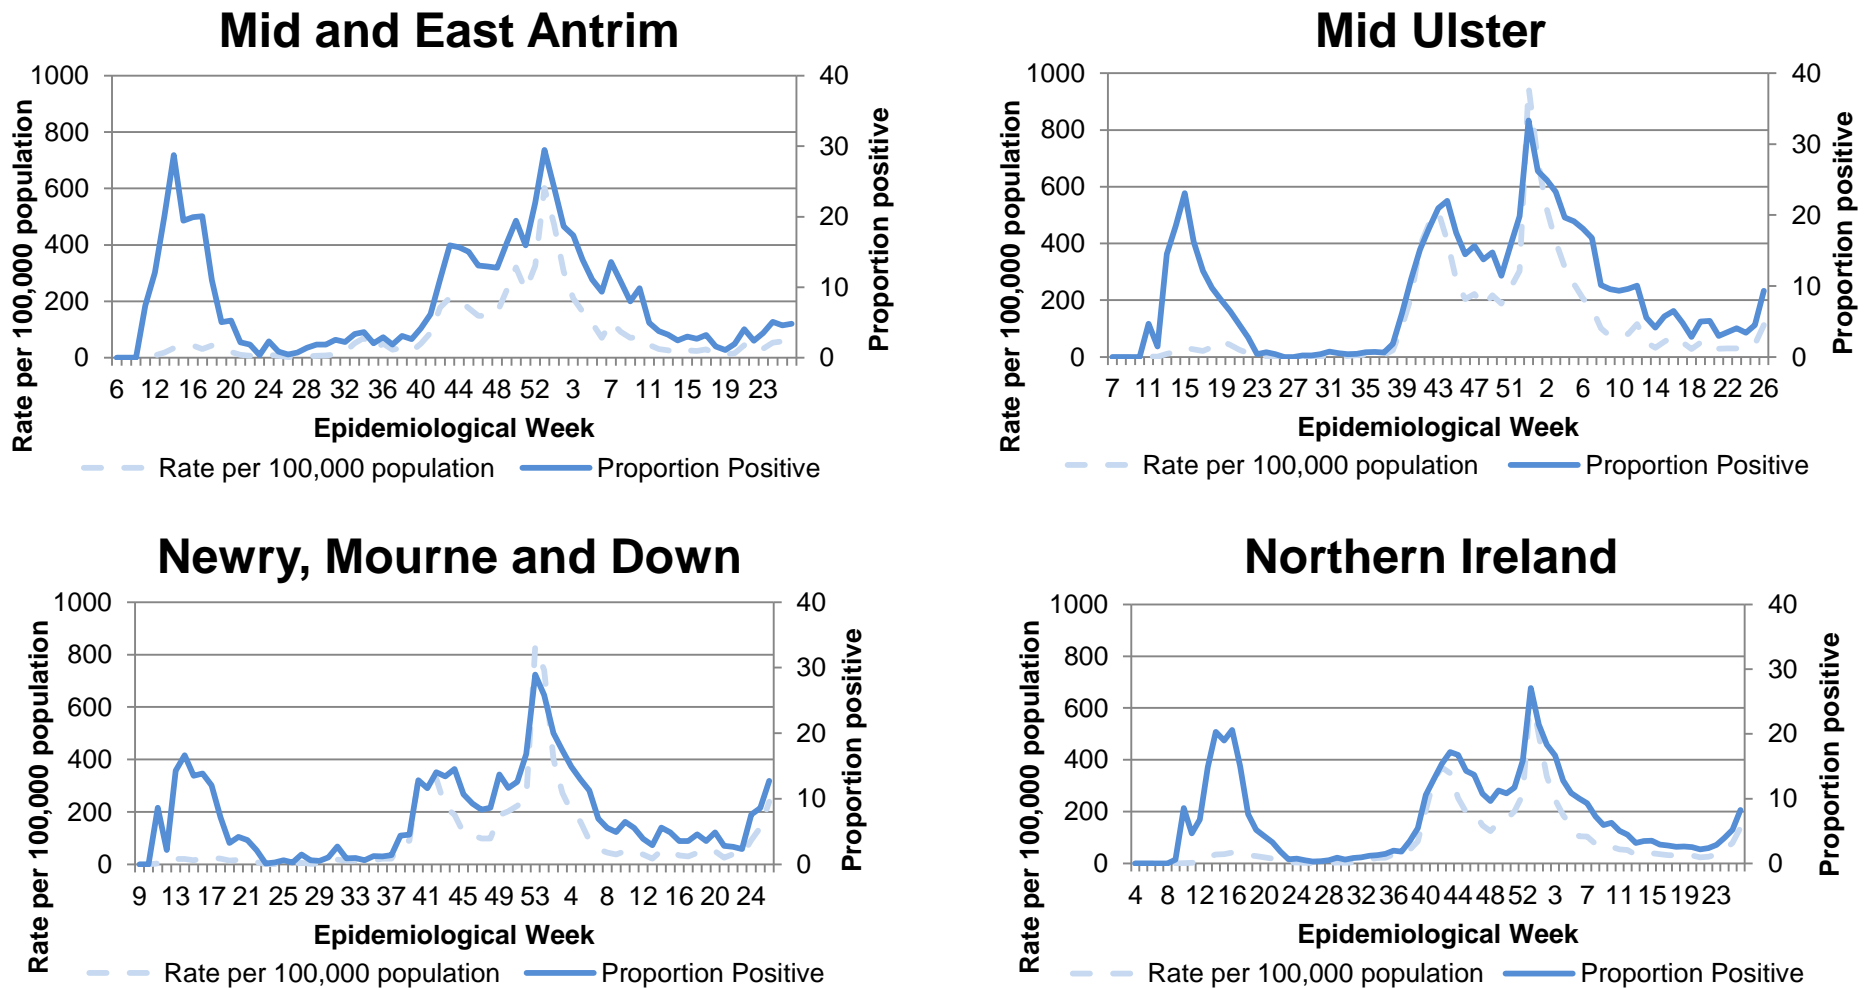 Mid and East Antrim
1000
800
600
400
200
0
40
30
20
10
0
Rate per 100,000 population
Proportion positive
6 12 16 20 24 28 32 36 40 44 48 52 3 7 11 15 19 23
Epidemiological Week
Rate per 100,000 population Proportion Positive
Mid Ulster
1000
800
600
400
200
0
40
30
20
10
0
Rate per 100,000 population
Proportion positive
7 11 15 19 23 27 31 35 39 43 47 51 2 6 10 14 18 22 26
Epidemiological Week
Rate per 100,000 population Proportion Positive
Newry, Mourne and Down
1000
800
600
400
200
0
40
30
20
10
0
Rate per 100,000 population
Proportion positive
9 13 17 21 25 29 33 37 41 45 49 53 4 8 12 16 20 24
Epidemiological Week
Rate per 100,000 population Proportion Positive
Northern Ireland
1000
800
600
400
200
0
40
30
20
10
0
Rate per 100,000 population
Proportion positive
4 8 12 16 20 24 28 32 36 40 44 48 52 3 7 11 15 19 23
Epidemiological Week
Rate per 100,000 population Proportion Positive